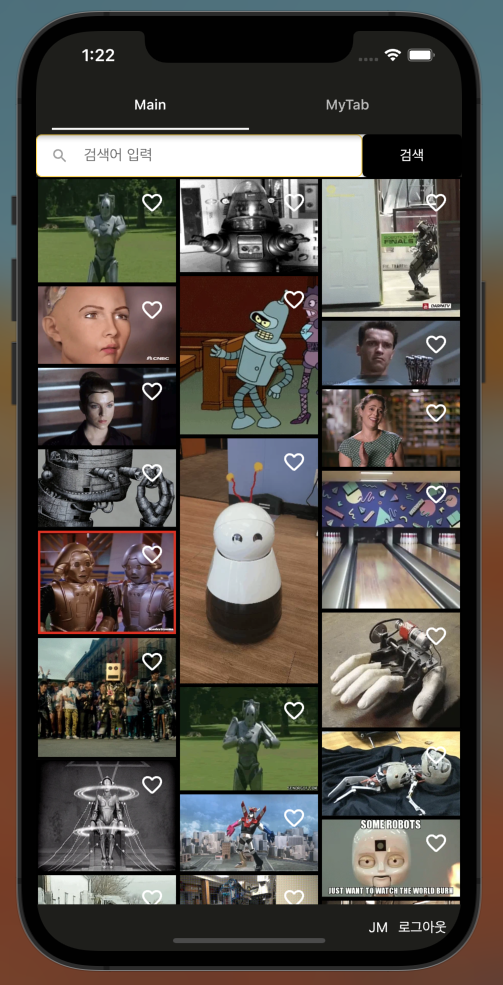 1:22
Main
MyTab
검색어 입력
검색
FINALS
CNBC
SOME ROBOTS
JUST WANT TO WATCH THE WORLD BURN
JM 로그아웃